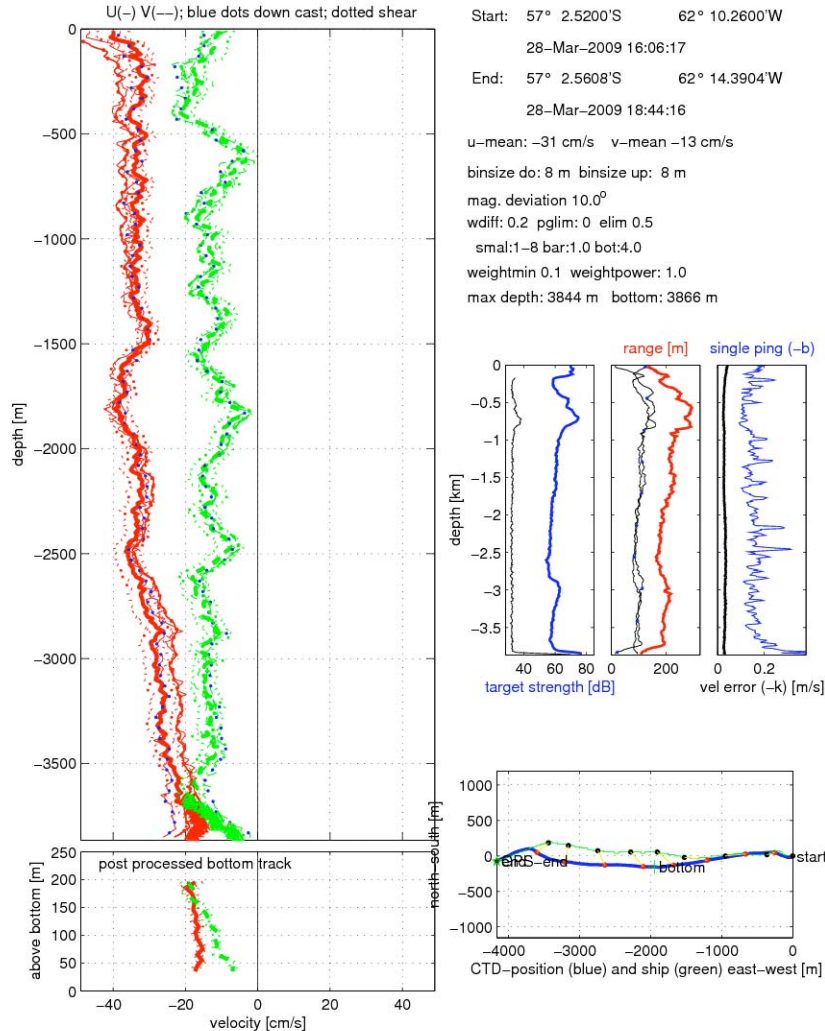 U(−) V(−−); blue dots down cast; dotted shear
0
−500
−1000
−1500
−2000
−2500
−3000
−3500
depth [m]
post processed bottom track
250
200
150
100
50
0
above bottom [m]
−40 −20 0 20 40
velocity [cm/s]
Start: 57° 2.5200'S 62° 10.2600'W
28−Mar−2009 16:06:17
End: 57° 2.5608'S 62° 14.3904'W
28−Mar−2009 18:44:16
u−mean: −31 cm/s v−mean −13 cm/s
binsize do: 8 m binsize up: 8 m
mag. deviation 10.0°
wdiff: 0.2 pglim: 0 elim 0.5
smal:1−8 bar:1.0 bot:4.0
weightmin 0.1 weightpower: 1.0
max depth: 3844 m bottom: 3866 m
range [m] single ping (−b)
0
−0.5
−1
−1.5
−2
−2.5
−3
−3.5
depth [km]
40 60 80
0 200
0 0.2
target strength [dB]
vel error (−k) [m/s]
1000
500
0
−500
−1000
north−south [m]
start
bottom
GPS−end
−4000 −3000 −2000 −1000 0
CTD−position (blue) and ship (green) east−west [m]